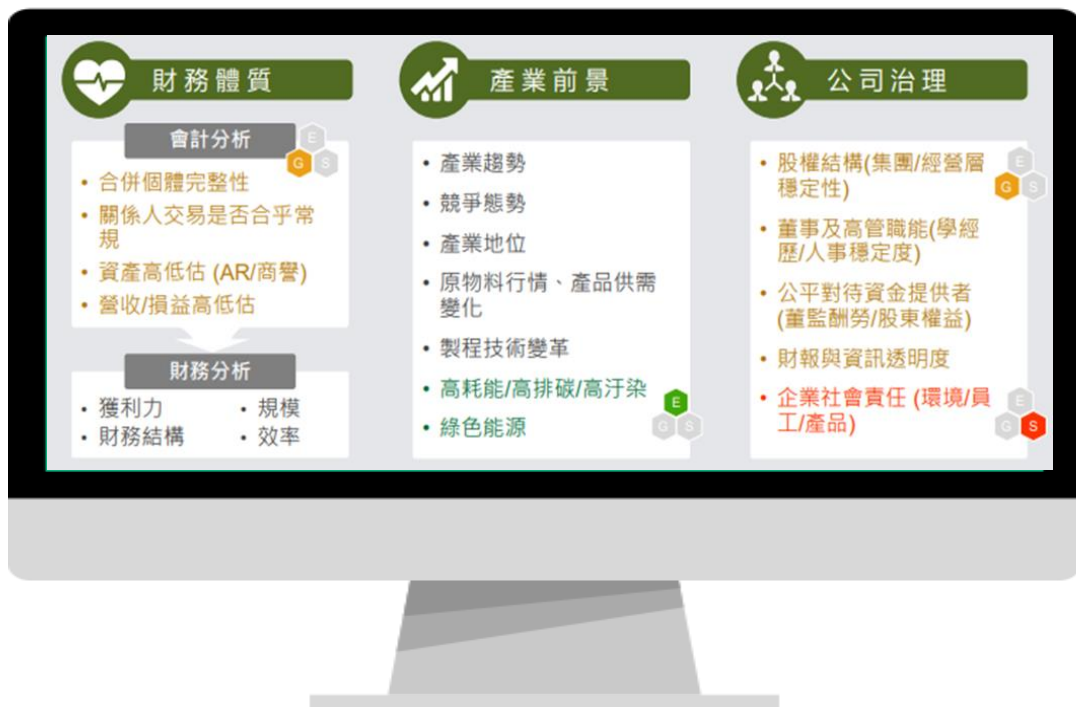 財務體質
會計分析
E
G S
• 合併個體完整性
• 關係人交易是否合乎常
規
• 資產高低估 (AR/商譽)
• 營收/損益高低估
財務分析
• 獲利力 • 規模
• 財務結構 • 效率
產業前景
• 產業趨勢
• 競爭態勢
• 產業地位
• 原物料行情、產品供需
變化
• 製程技術變革
• 高耗能/高排碳/高汙染
• 綠色能源
E
G S
公司治理
• 股權結構(集團/經營層
穩定性)
E
G S
• 董事及高管職能(學經
歷/人事穩定度)
• 公平對待資金提供者
(董監酬勞/股東權益)
• 財報與資訊透明度
• 企業社會責任 (環境/員
工/產品)
E
G S